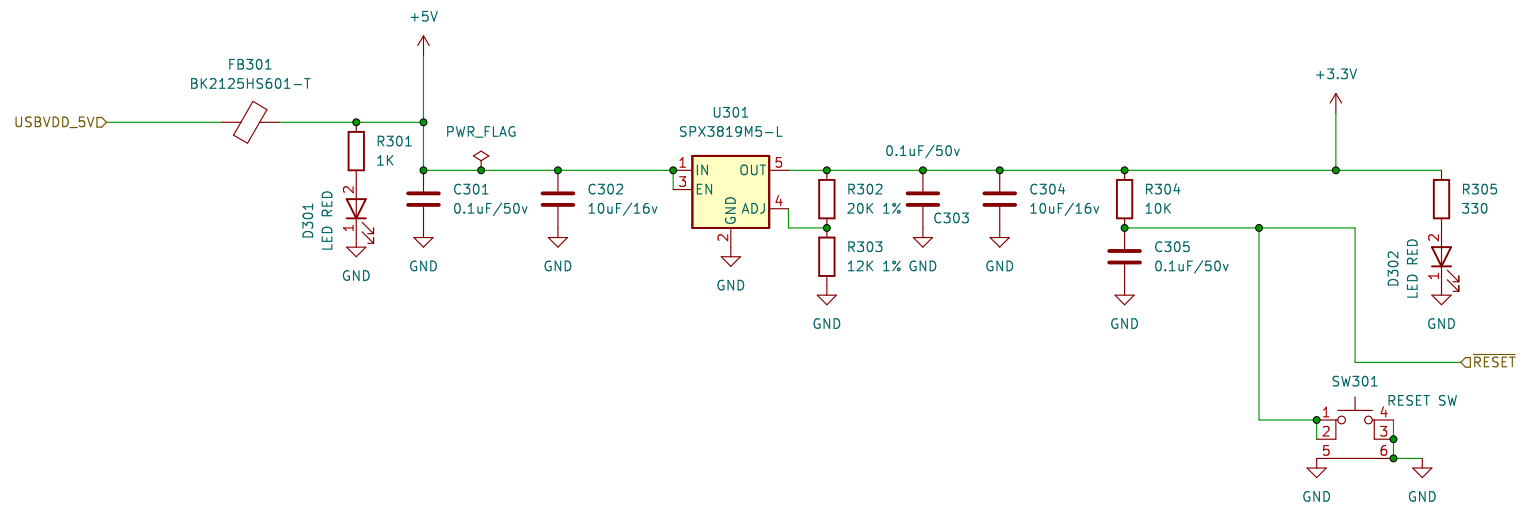 +5V
FB301
BK2125HS601-T
+3.3V
USBVDD_5V
U301
SPX3819M5-L
PWR_FLAG
R301
1K
0.1uF/50v
1 IN OUT 5
3 EN
GND
ADJ 4
2
GND
C301
0.1uF/50v
C302
10uF/16v
R302
20K 1%
C303
C304
10uF/16v
R304
10K
R305
330
D301
LED RED
2
1
GND
GND
GND
R303
12K 1%
GND
GND
GND
C305
0.1uF/50v
GND
D302
LED RED
2
1
GND
RESET
SW301
RESET SW
1 4
2 3
5 6
GND
GND